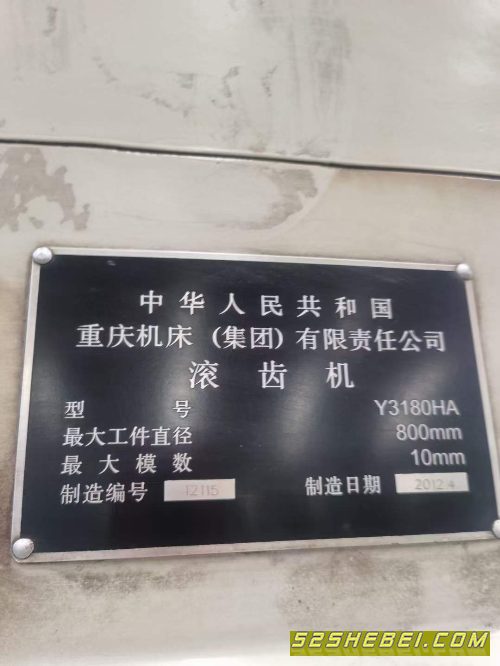 中华人民共和国
重庆机床（集团）有限责任公司
滚齿机
型号 Y3180HA
最大工件直径 800mm
最大模数 10mm
制造编号 12115 制造日期 2012.4
52SHEBEI.COM